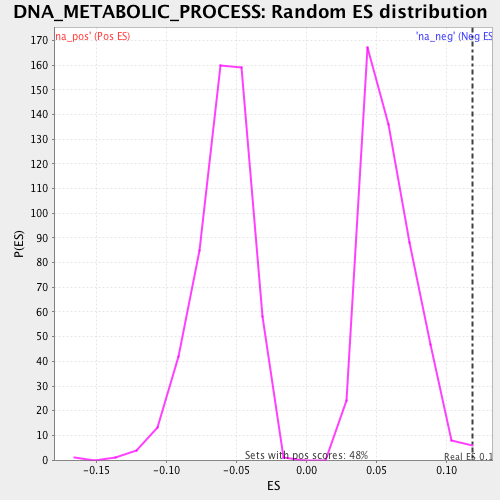 DNA_METABOLIC_PROCESS: Random ES distribution
na_pos' (Pos ES)
'na_neg' (Neg ES
170
160
150
140
130
120
110
100
90
80
70
60
50
40
30
20
10
0
P(ES)
Sets with pos scores: 48%
Real ES 0.1
-0.15 -0.10 -0.05 0.00 0.05 0.10
ES